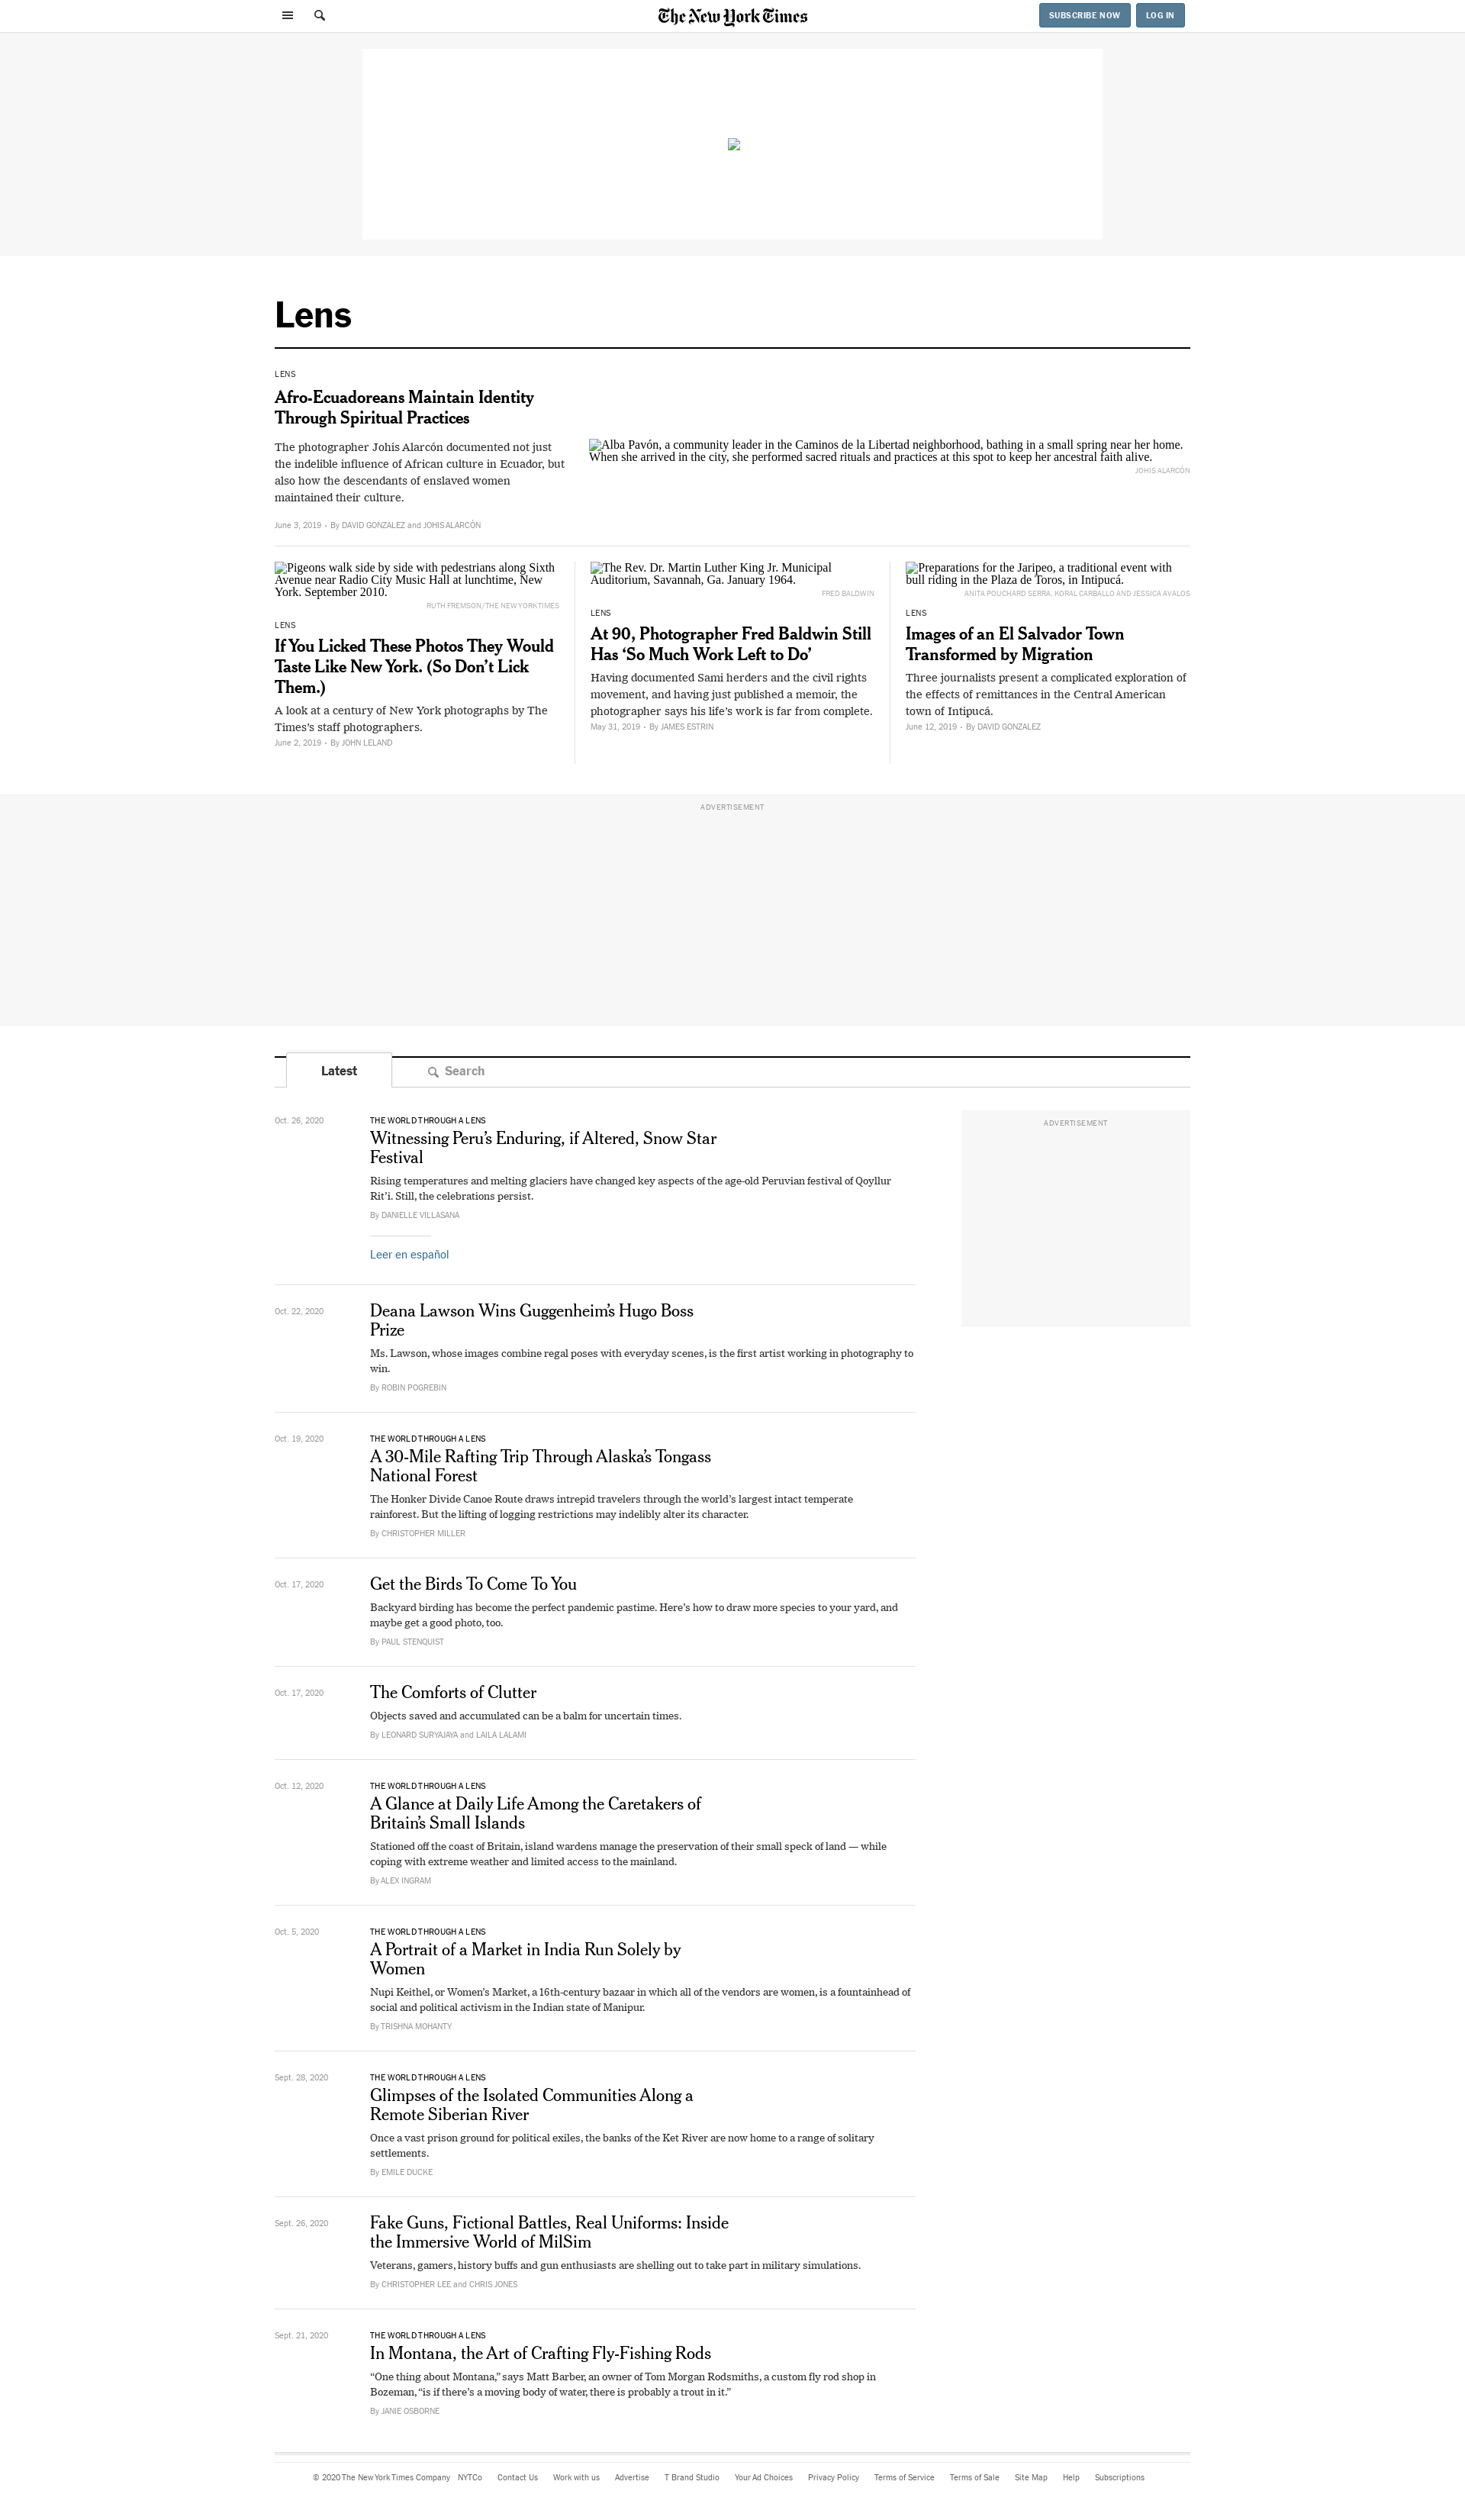 The New York Times
SUBSCRIBE NOW
LOG IN
Lens
LENS
Afro-Ecuadoreans Maintain Identity
Through Spiritual Practices
The photographer Johis Alarcón documented not just
the indelible influence of African culture in Ecuador, but
also how the descendants of enslaved women
maintained their culture.
June 3, 2019 • By DAVID GONZALEZ and JOHIS ALARCÓN
Alba Pavón, a community leader in the Caminos de la Libertad neighborhood, bathing in a small spring near her home.
When she arrived in the city, she performed sacred rituals and practices at this spot to keep her ancestral faith alive.
JOHIS ALARCÓN
Pigeons walk side by side with pedestrians along Sixth
Avenue near Radio City Music Hall at lunchtime, New
York. September 2010.
RUTH FREMSON/THE NEW YORK TIMES
LENS
If You Licked These Photos They Would
Taste Like New York. (So Don’t Lick
Them.)
A look at a century of New York photographs by The
Times’s staff photographers.
June 2, 2019 • By JOHN LELAND
The Rev. Dr. Martin Luther King Jr. Municipal
Auditorium, Savannah, Ga. January 1964.
FRED BALDWIN
LENS
At 90, Photographer Fred Baldwin Still
Has ‘So Much Work Left to Do’
Having documented Sami herders and the civil rights
movement, and having just published a memoir, the
photographer says his life’s work is far from complete.
May 31, 2019 • By JAMES ESTRIN
Preparations for the Jaripeo, a traditional event with
bull riding in the Plaza de Toros, in Intipucá.
ANITA POUCHARD SERRA, KORAL CARBALLO AND JESSICA AVALOS
LENS
Images of an El Salvador Town
Transformed by Migration
Three journalists present a complicated exploration of
the effects of remittances in the Central American
town of Intipucá.
June 12, 2019 • By DAVID GONZALEZ
ADVERTISEMENT
Latest
Search
Oct. 26, 2020
THE WORLD THROUGH A LENS
Witnessing Peru’s Enduring, if Altered, Snow Star
Festival
Rising temperatures and melting glaciers have changed key aspects of the age-old Peruvian festival of Qoyllur
Rit’i. Still, the celebrations persist.
By DANIELLE VILLASANA
Leer en español
ADVERTISEMENT
Oct. 22, 2020
Deana Lawson Wins Guggenheim’s Hugo Boss
Prize
Ms. Lawson, whose images combine regal poses with everyday scenes, is the first artist working in photography to
win.
By ROBIN POGREBIN
Oct. 19, 2020
THE WORLD THROUGH A LENS
A 30-Mile Rafting Trip Through Alaska’s Tongass
National Forest
The Honker Divide Canoe Route draws intrepid travelers through the world’s largest intact temperate
rainforest. But the lifting of logging restrictions may indelibly alter its character.
By CHRISTOPHER MILLER
Oct. 17, 2020
Get the Birds To Come To You
Backyard birding has become the perfect pandemic pastime. Here’s how to draw more species to your yard, and
maybe get a good photo, too.
By PAUL STENQUIST
Oct. 17, 2020
The Comforts of Clutter
Objects saved and accumulated can be a balm for uncertain times.
By LEONARD SURYAJAYA and LAILA LALAMI
Oct. 12, 2020
THE WORLD THROUGH A LENS
A Glance at Daily Life Among the Caretakers of
Britain’s Small Islands
Stationed off the coast of Britain, island wardens manage the preservation of their small speck of land — while
coping with extreme weather and limited access to the mainland.
By ALEX INGRAM
Oct. 5, 2020
THE WORLD THROUGH A LENS
A Portrait of a Market in India Run Solely by
Women
Nupi Keithel, or Women’s Market, a 16th-century bazaar in which all of the vendors are women, is a fountainhead of
social and political activism in the Indian state of Manipur.
By TRISHNA MOHANTY
Sept. 28, 2020
THE WORLD THROUGH A LENS
Glimpses of the Isolated Communities Along a
Remote Siberian River
Once a vast prison ground for political exiles, the banks of the Ket River are now home to a range of solitary
settlements.
By EMILE DUCKE
Sept. 26, 2020
Fake Guns, Fictional Battles, Real Uniforms: Inside
the Immersive World of MilSim
Veterans, gamers, history buffs and gun enthusiasts are shelling out to take part in military simulations.
By CHRISTOPHER LEE and CHRIS JONES
Sept. 21, 2020
THE WORLD THROUGH A LENS
In Montana, the Art of Crafting Fly-Fishing Rods
“One thing about Montana,” says Matt Barber, an owner of Tom Morgan Rodsmiths, a custom fly rod shop in
Bozeman, “is if there’s a moving body of water, there is probably a trout in it.”
By JANIE OSBORNE
© 2020 The New York Times Company NYTCo Contact Us Work with us Advertise T Brand Studio Your Ad Choices Privacy Policy Terms of Service Terms of Sale Site Map Help Subscriptions